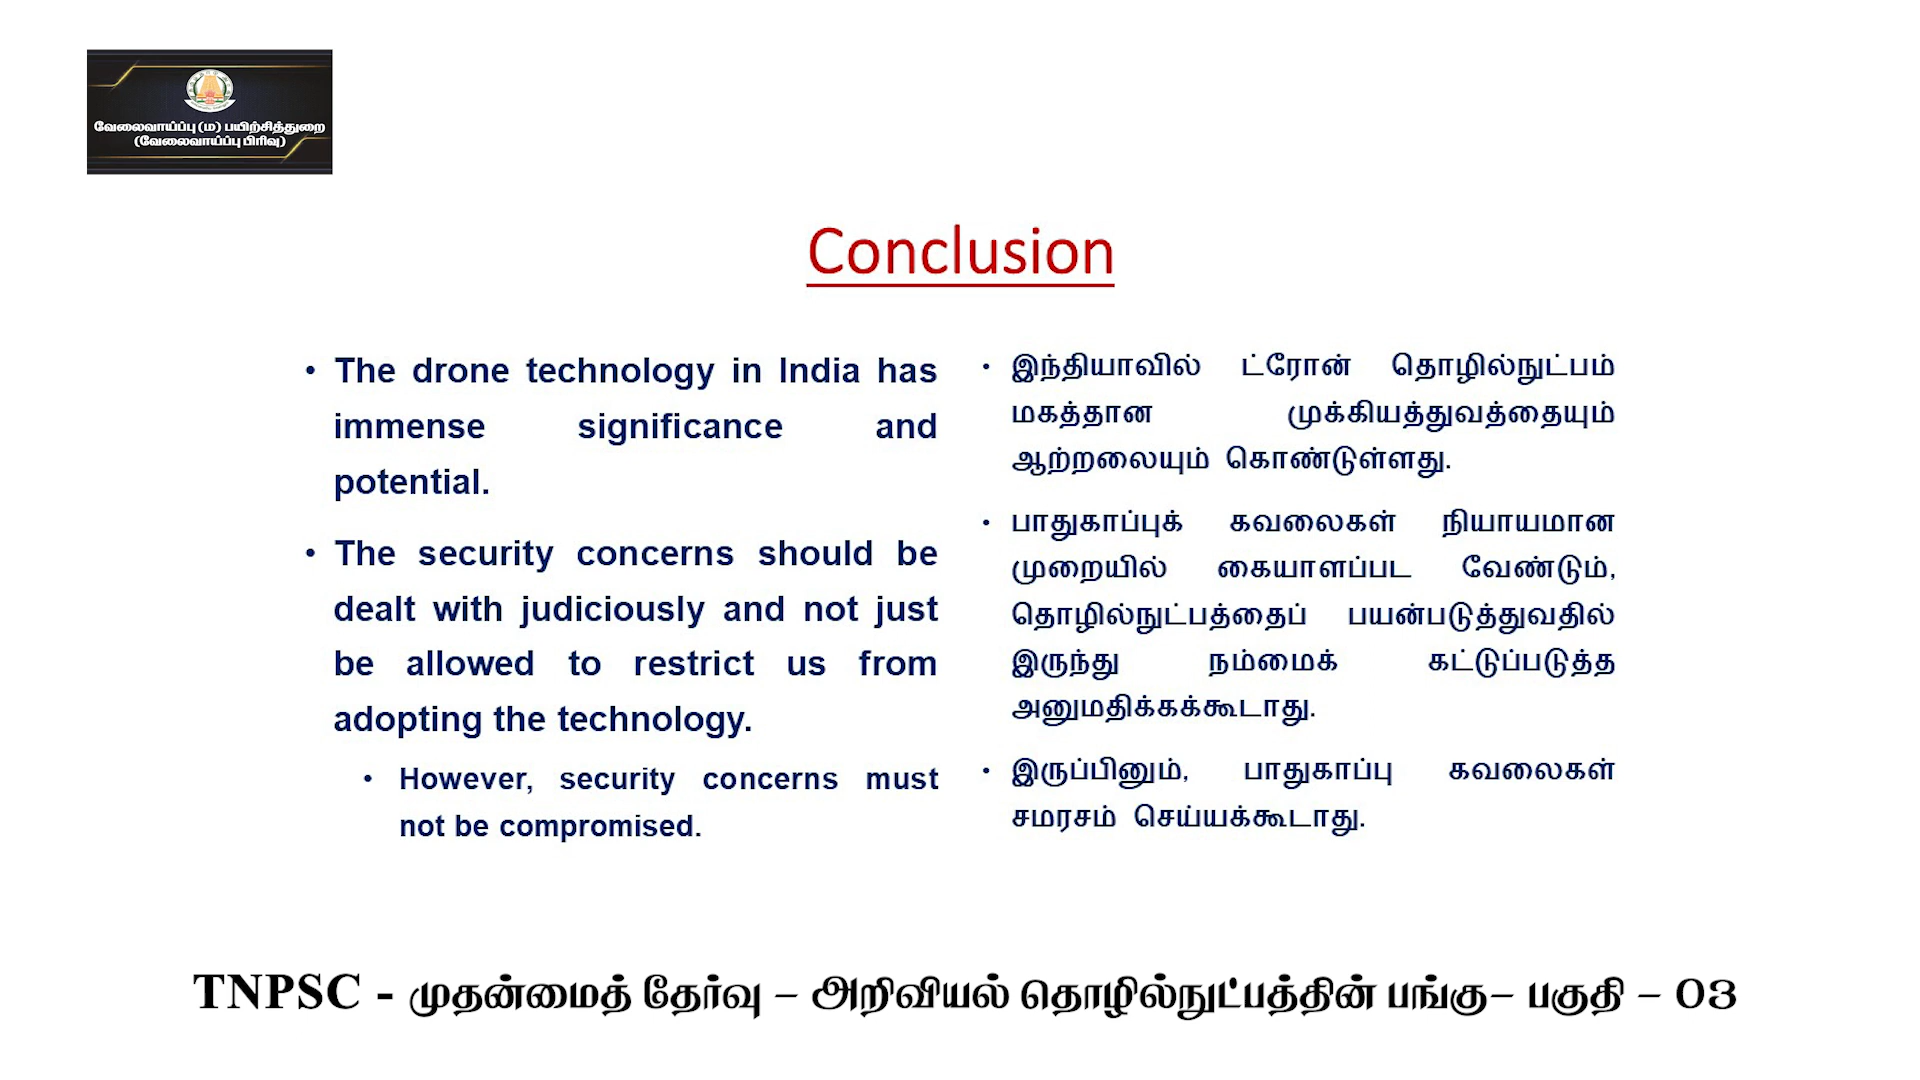 வேலைவாய்ப்பு (ம) பயிற்சித்துறை
(வேலைவாய்ப்பு பிரிவு)
Conclusion
• The drone technology in India has
immense significance and
potential.
• The security concerns should be
dealt with judiciously and not just
be allowed to restrict us from
adopting the technology.
• However, security concerns must
not be compromised.
• இந்தியாவில் ட்ரோன் தொழில்நுட்பம்
மகத்தான முக்கியத்துவத்தையும்
ஆற்றலையும் கொண்டுள்ளது.
• பாதுகாப்புக் கவலைகள் நியாயமான
முறையில் கையாளப்பட வேண்டும்,
தொழில்நுட்பத்தைப் பயன்படுத்துவதில்
இருந்து நம்மைக் கட்டுப்படுத்த
அனுமதிக்கக்கூடாது.
• இருப்பினும், பாதுகாப்பு கவலைகள்
சமரசம் செய்யக்கூடாது.
TNPSC - முதன்மைத் தேர்வு – அறிவியல் தொழில்நுட்பத்தின் பங்கு– பகுதி – 03